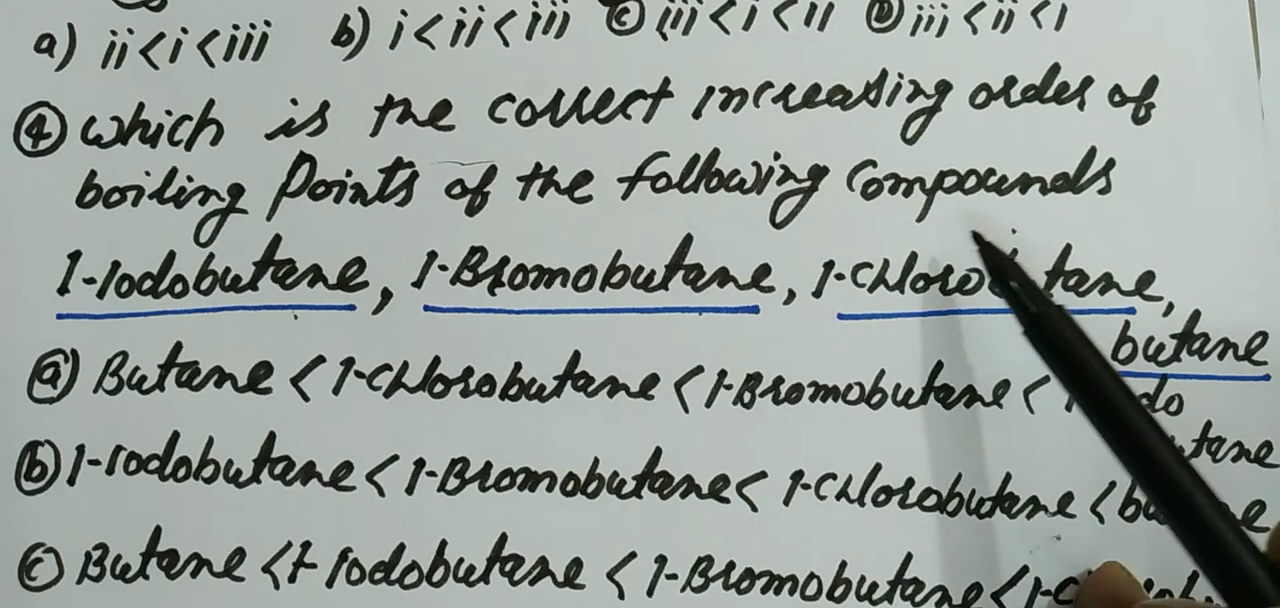 a) ii<i<iii b) i<ii<iii Ⓒ iii<i<ii Ⓓ iii<ii<i
④ which is the correct increasing order of
boiling Points of the following Compounds
1-Iodobutane, 1-Bromobutane, 1-Chloro tane,
butane
ⓐ Butane < 1-Chlorobutane < 1-Bromobutane <
ⓑ 1-Iodobutane < 1-Bromobutane < 1-Chlorobutane <
ⓒ Butane < 1-Iodobutane < 1-Bromobutane <